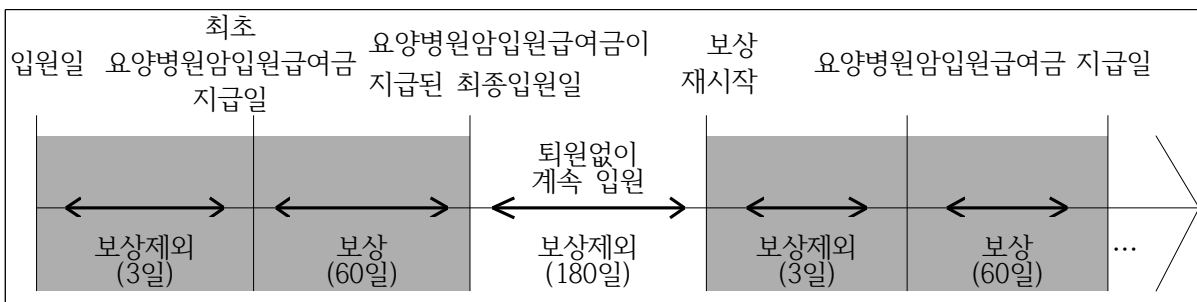 입원일
최초
요양병원암입원급여금
지급일
요양병원암입원급여금이
지급된 최종입원일
보상
재시작
요양병원암입원급여금 지급일
퇴원없이
계속 입원
보상제외
(3일)
보상
(60일)
보상제외
(180일)
보상제외
(3일)
보상
(60일)
...